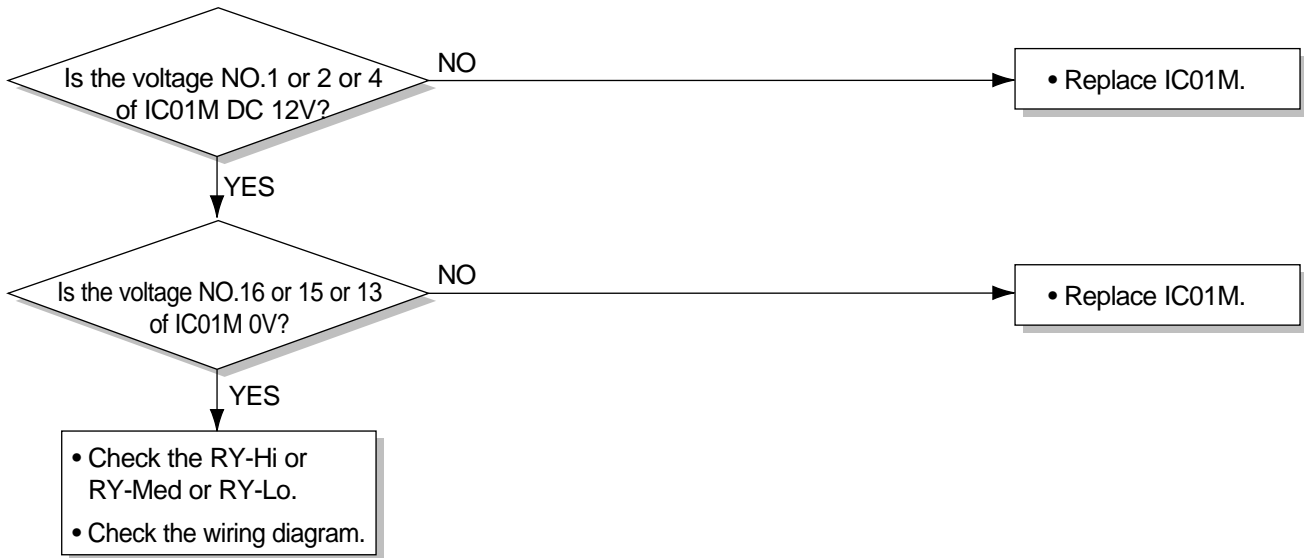 Is the voltage NO.1 or 2 or 4
of IC01M DC 12V?
NO
• Replace IC01M.
YES
Is the voltage NO.16 or 15 or 13
of IC01M 0V?
NO
• Replace IC01M.
YES
• Check the RY-Hi or
RY-Med or RY-Lo.
• Check the wiring diagram.